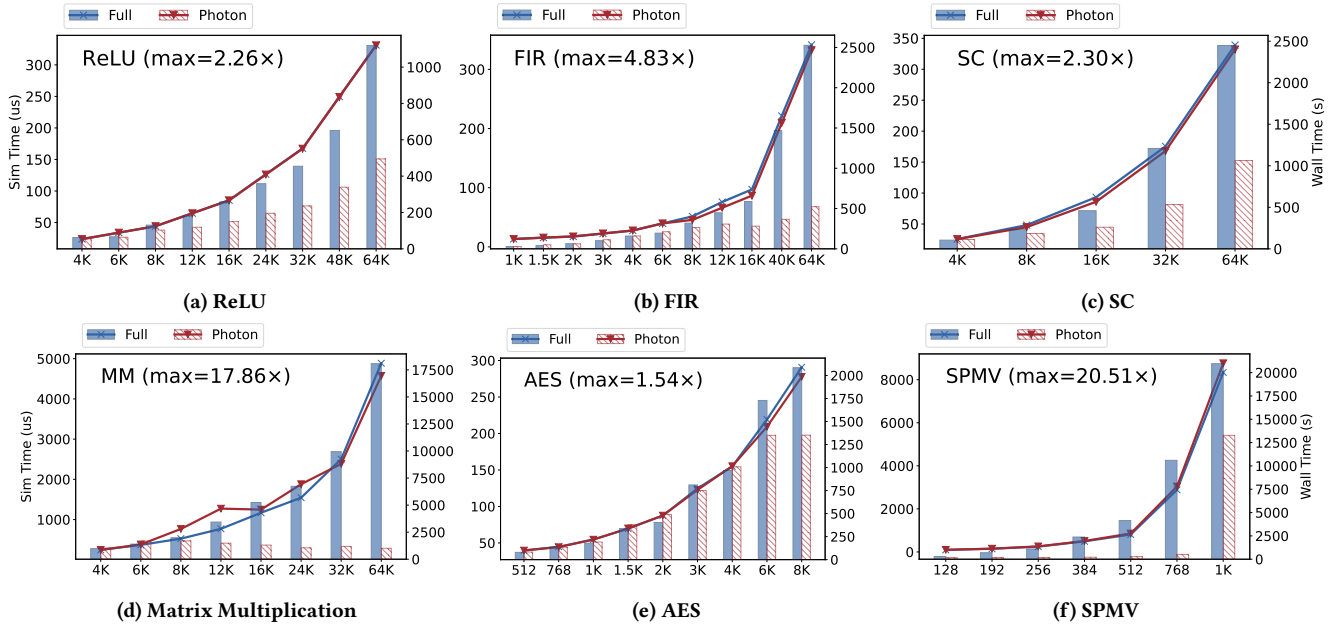 Full Photon
ReLU (max=2.26×)
Sim Time (us)
300
250
200
150
100
50
1000
800
600
400
200
0
4K 6K 8K 12K 16K 24K 32K 48K 64K
(a) ReLU
Full Photon
FIR (max=4.83×)
300
200
100
0
2500
2000
1500
1000
500
0
1K 1.5K 2K 3K 4K 6K 8K 12K 16K 40K 64K
(b) FIR
Full Photon
SC (max=2.30×)
350
300
250
200
150
100
50
2500
2000
1500
1000
500
0
Wall Time (s)
4K 8K 16K 32K 64K
(c) SC
Full Photon
MM (max=17.86×)
Sim Time (us)
5000
4000
3000
2000
1000
17500
15000
12500
10000
7500
5000
2500
0
4K 6K 8K 12K 16K 24K 32K 64K
(d) Matrix Multiplication
Full Photon
AES (max=1.54×)
300
250
200
150
100
50
2000
1750
1500
1250
1000
750
500
250
0
512 768 1K 1.5K 2K 3K 4K 6K 8K
(e) AES
Full Photon
SPMV (max=20.51×)
8000
6000
4000
2000
0
20000
17500
15000
12500
10000
7500
5000
2500
0
Wall Time (s)
128 192 256 384 512 768 1K
(f) SPMV